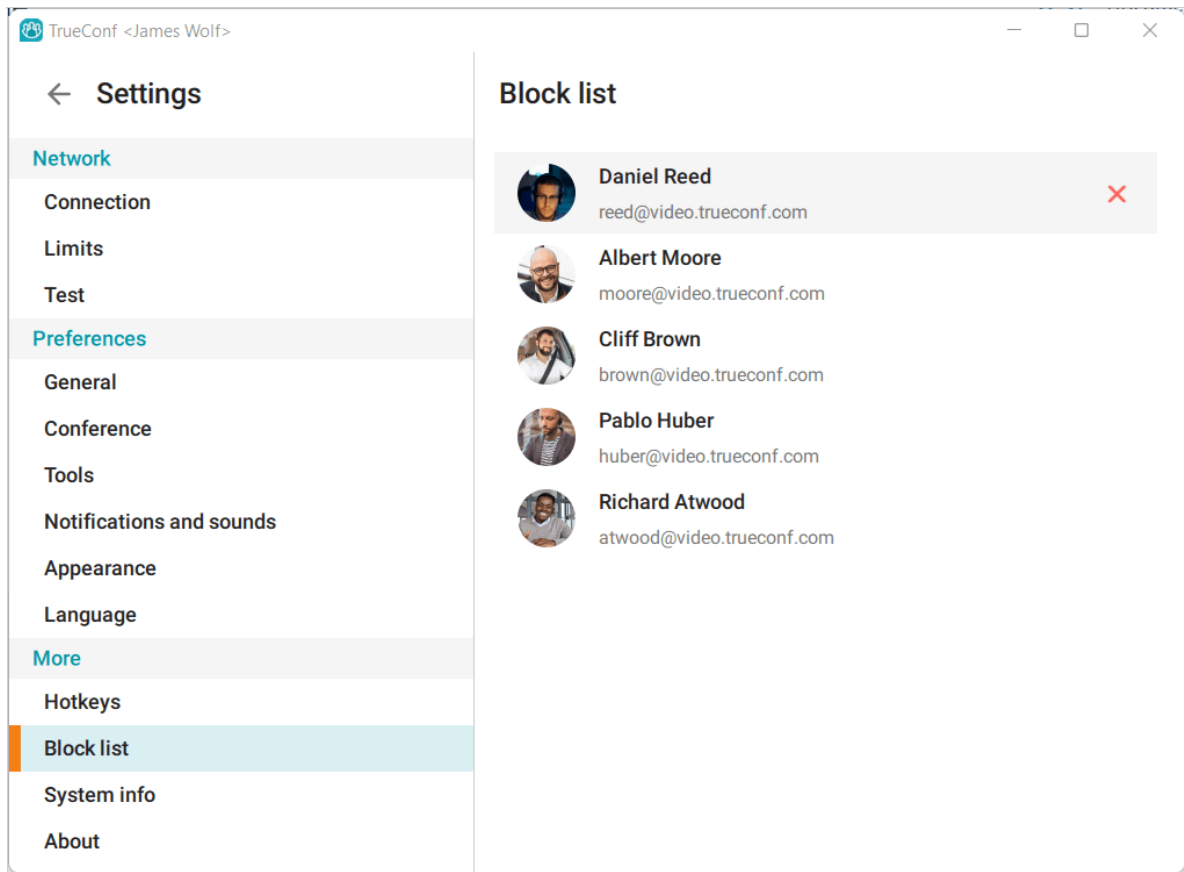 TrueConf <James Wolf>
Settings
Network
Connection
Limits
Test
Preferences
General
Conference
Tools
Notifications and sounds
Appearance
Language
More
Hotkeys
Block list
System info
About
Block list
Daniel Reed
reed@video.trueconf.com
Albert Moore
moore@video.trueconf.com
Cliff Brown
brown@video.trueconf.com
Pablo Huber
huber@video.trueconf.com
Richard Atwood
atwood@video.trueconf.com